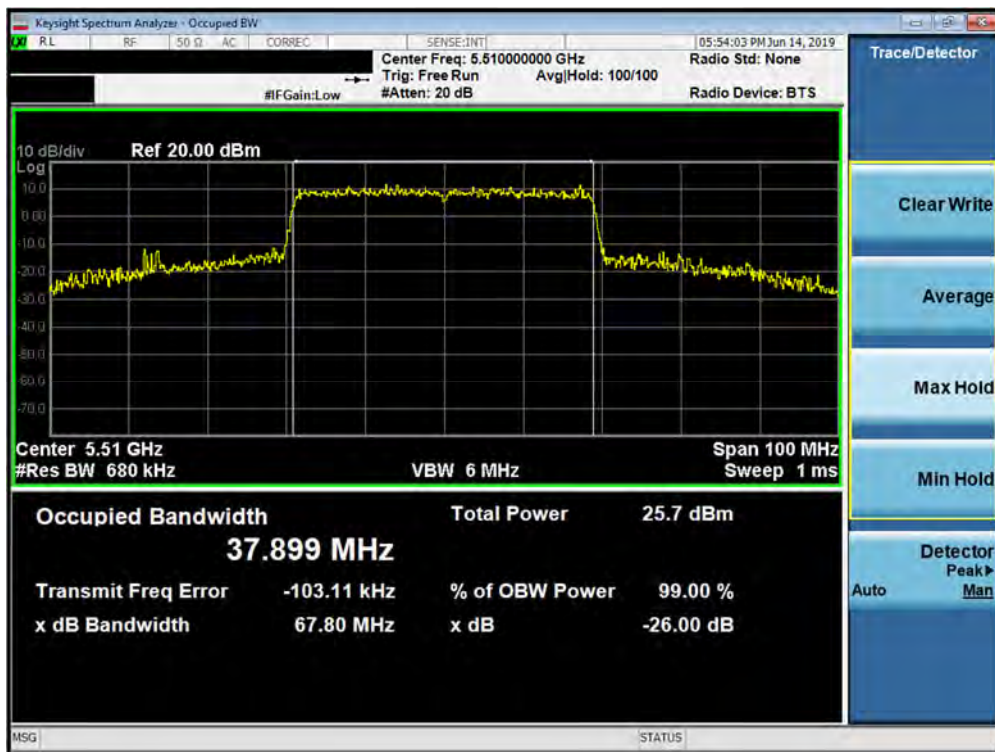 Keysight Spectrum Analyzer - Occupied BW
RL RF 50 Ω AC CORREC SENSE:INT 05:54:03 PM Jun 14, 2019
Center Freq: 5.510000000 GHz Radio Std: None
Trig: Free Run Avg|Hold: 100/100
#IFGain:Low #Atten: 20 dB Radio Device: BTS
10 dB/div Ref 20.00 dBm
Log
10.0
0.00
-10.0
-20.0
-30.0
-40.0
-50.0
-60.0
-70.0
Center 5.51 GHz Span 100 MHz
#Res BW 680 kHz VBW 6 MHz Sweep 1 ms
Occupied Bandwidth Total Power 25.7 dBm
37.899 MHz
Transmit Freq Error -103.11 kHz % of OBW Power 99.00 %
x dB Bandwidth 67.80 MHz x dB -26.00 dB
MSG STATUS
Trace/Detector
Clear Write
Average
Max Hold
Min Hold
Detector
Peak▶
Auto Man